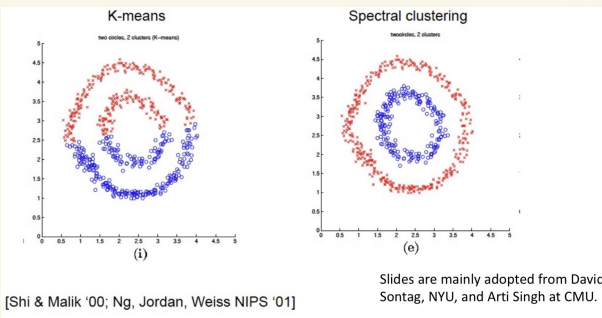 K-means
Spectral clustering
two circles, 2 clusters (K-means)
twocircles, 2 clusters
5
4.5
4
3.5
3
2.5
2
1.5
1
0.5
0
0 0.5 1 1.5 2 2.5 3 3.5 4 4.5 5
(i)
5
4.5
4
3.5
3
2.5
2
1.5
1
0.5
0
0 0.5 1 1.5 2 2.5 3 3.5 4 4.5 5
(e)
Slides are mainly adopted from David
Sontag, NYU, and Arti Singh at CMU.
[Shi & Malik ‘00; Ng, Jordan, Weiss NIPS ‘01]